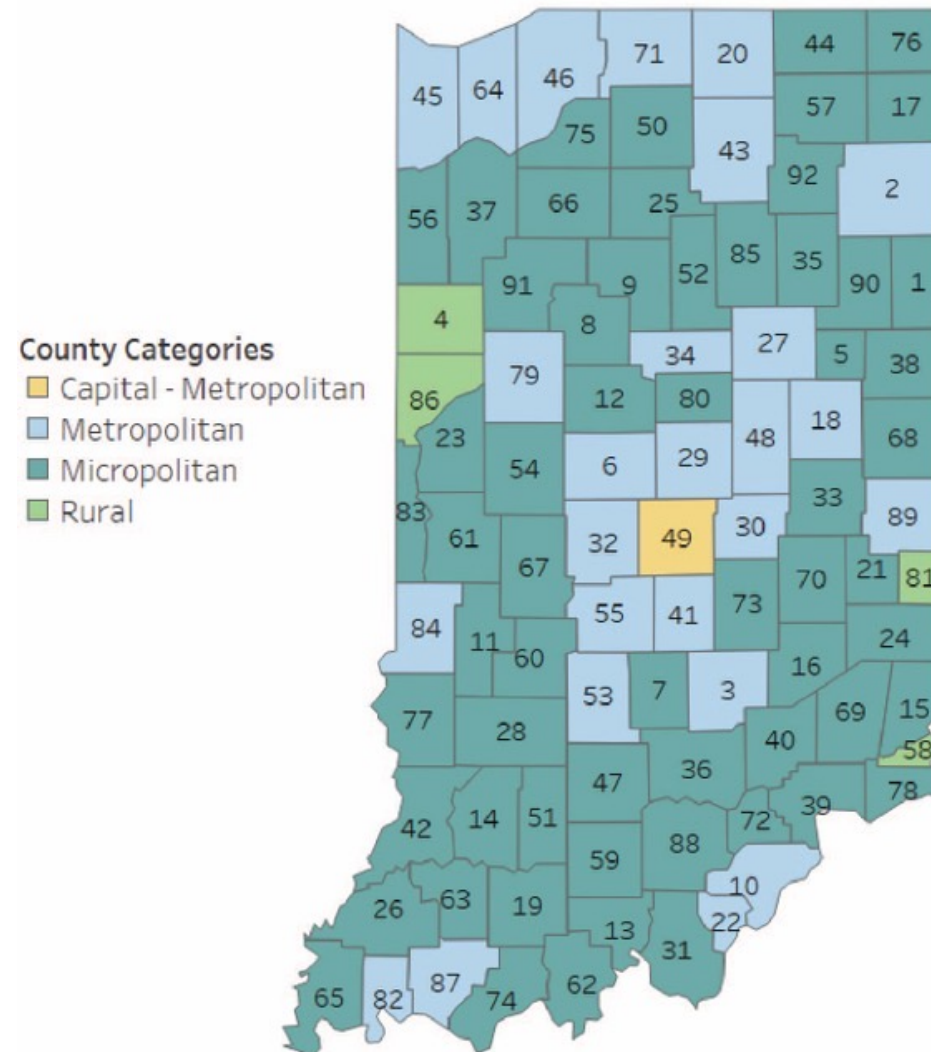 71 20 44 76
45 64 46
75 50 57 17
43 92 2
56 37 66 25
91 9 52 85 35 90 1
4 8
34 27 5 38
79 12 80
86 23 18 68
54 6 29 48
83 61 33 89
67 32 49 30
70 21 81
84 55 41 73
11 60 24
16
77 28 53 7 3 69 15
40 58
47 36 78
42 14 51 39
72
59 88
10
26 63 19 22
13 31
65 82 87 74 62
County Categories
Capital - Metropolitan
Metropolitan
Micropolitan
Rural